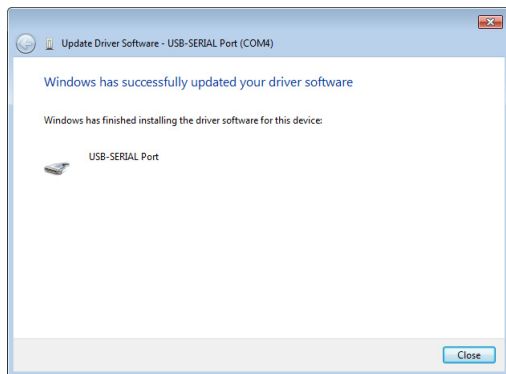 Update Driver Software - USB-SERIAL Port (COM4)
Windows has successfully updated your driver software
Windows has finished installing the driver software for this device:
USB-SERIAL Port
Close